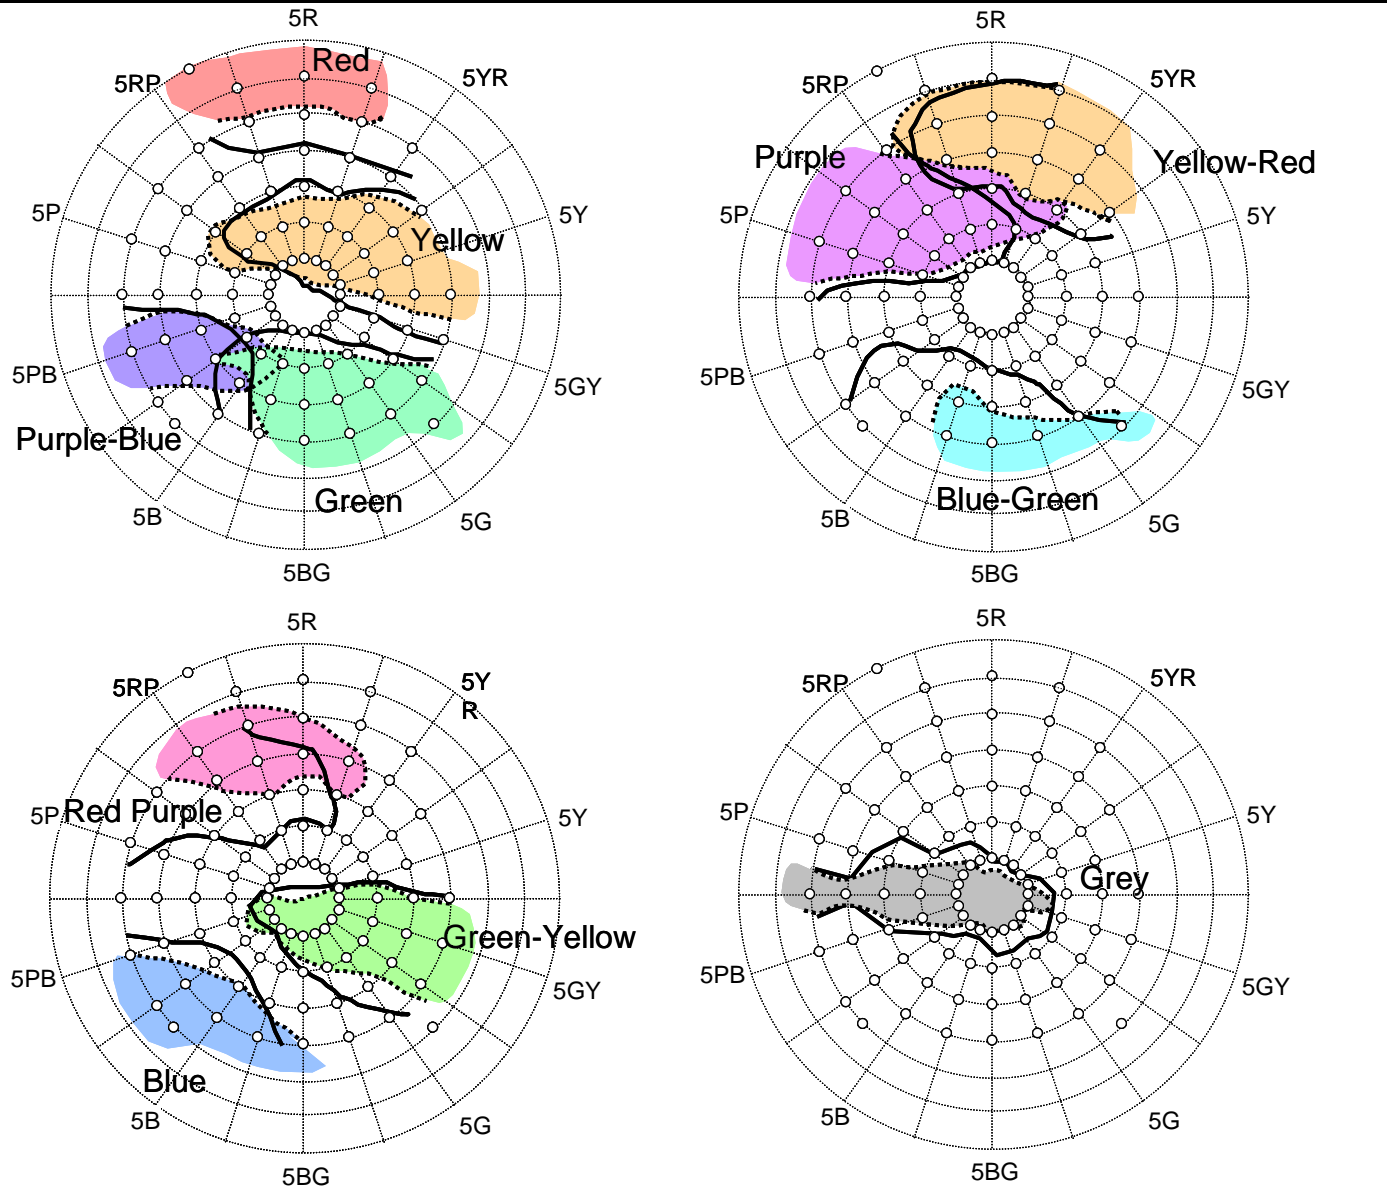 5R
Red
5RP
5YR
5P
5Y
Yellow
5PB
5GY
Purple-Blue
Green
5B
5G
5BG
5R
5RP
5YR
Purple
Yellow-Red
5P
5Y
5PB
5GY
Blue-Green
5B
5G
5BG
5R
5RP
5Y
R
5P
Red Purple
5Y
Green-Yellow
5PB
5GY
Blue
5B
5G
5BG
5R
5RP
5YR
5P
5Y
Grey
5PB
5GY
5B
5G
5BG